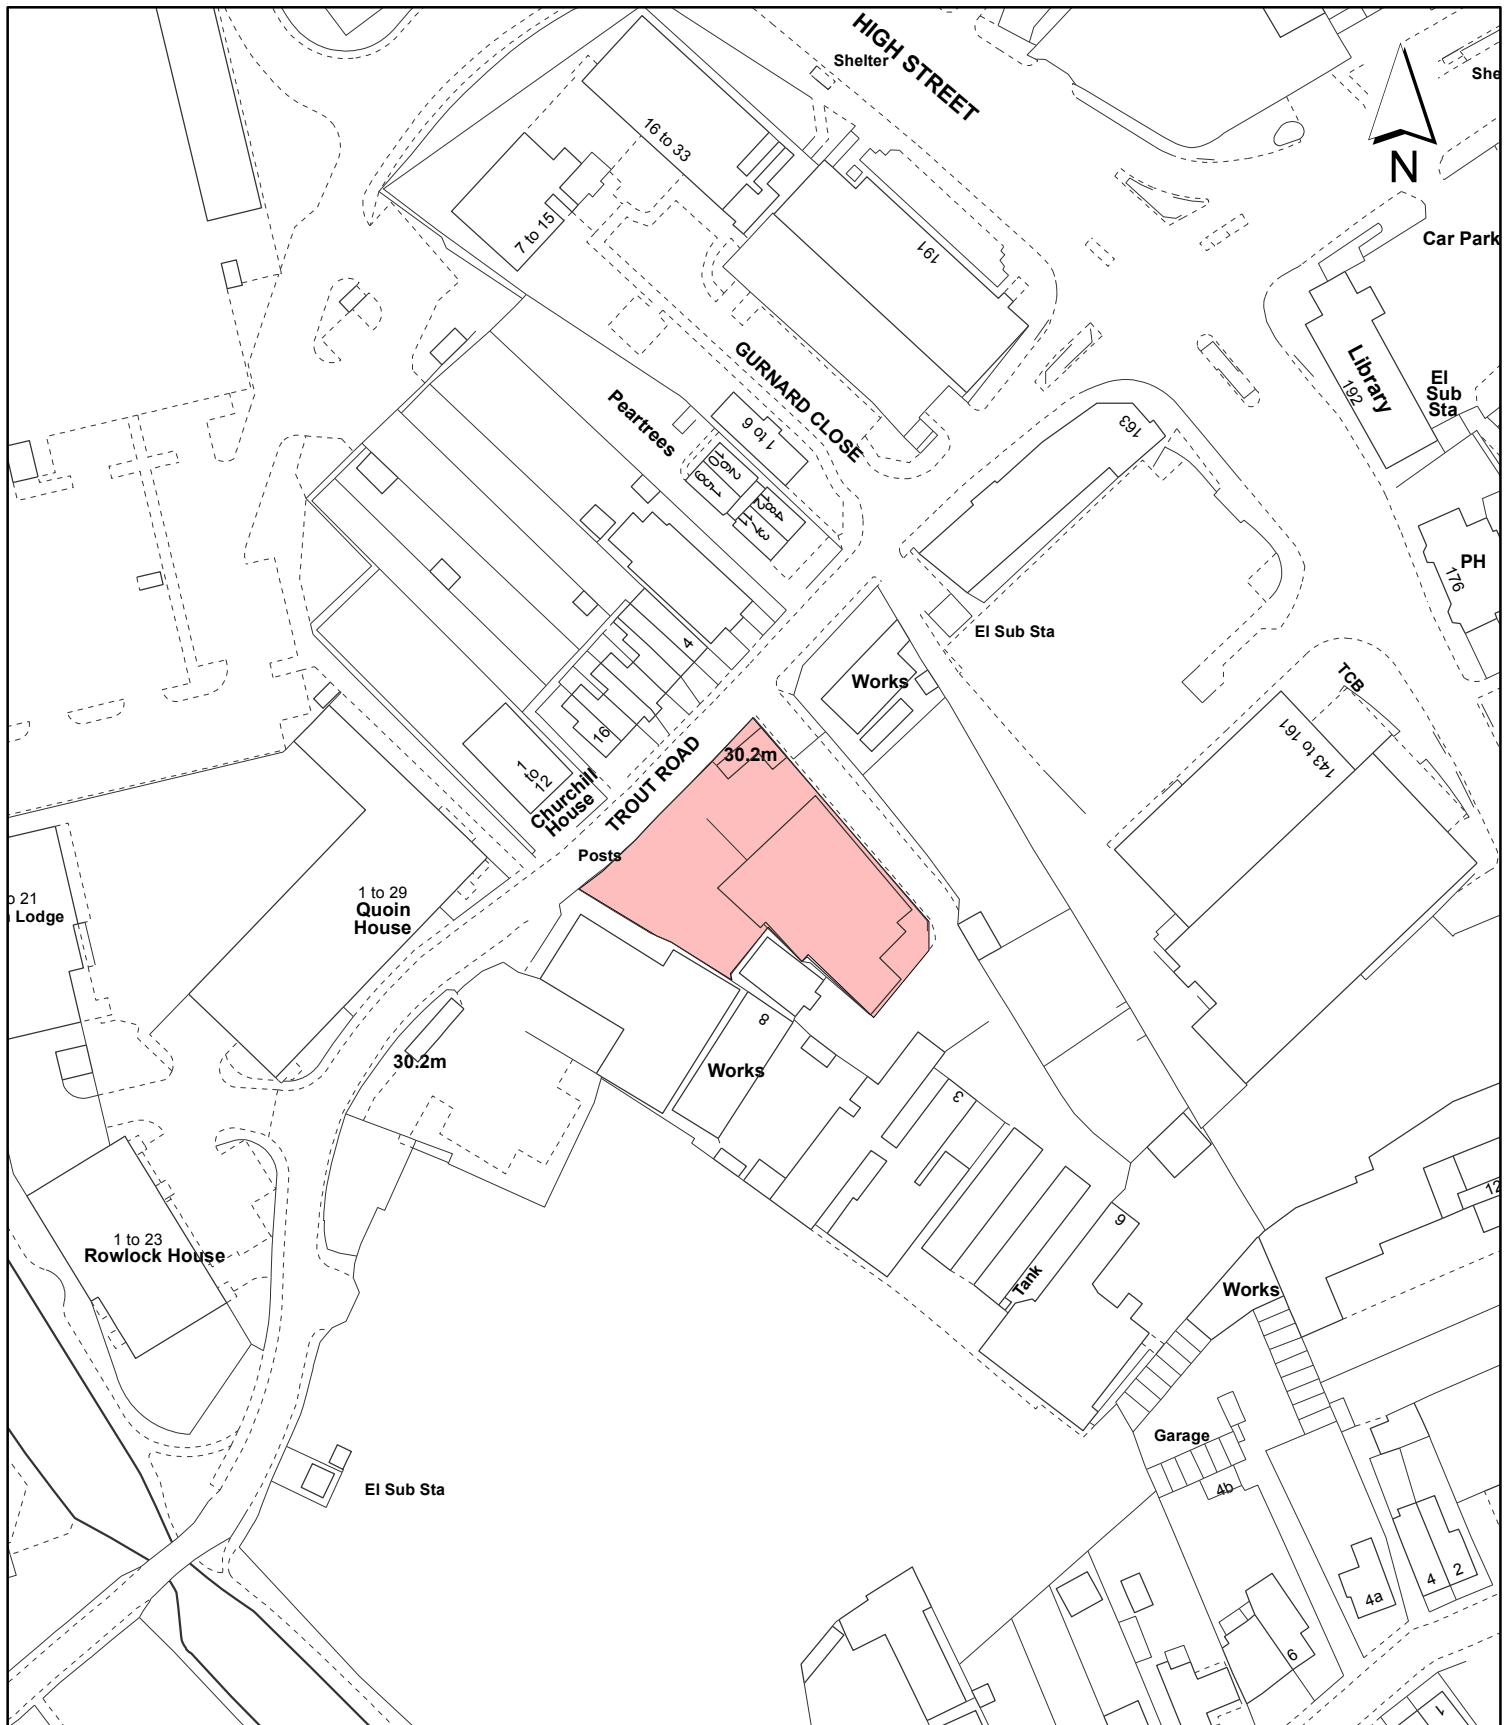 HIGH STREET
Shelter
She
N
16 to 33
7 to 15
191
Car Park
GURNARD CLOSE
Peartrees
1 to 6
163
Library
192
El
Sub
Sta
PH
176
El Sub Sta
4
16
Works
TCB
143 to 161
30.2m
TROUT ROAD
1
to
12
Churchill
House
Posts
1 to 29
Quoin
House
o 21
Lodge
30.2m
8
Works
3
9
Tank
1 to 23
Rowlock House
12
Works
Garage
4b
El Sub Sta
4a
4
2
6
1